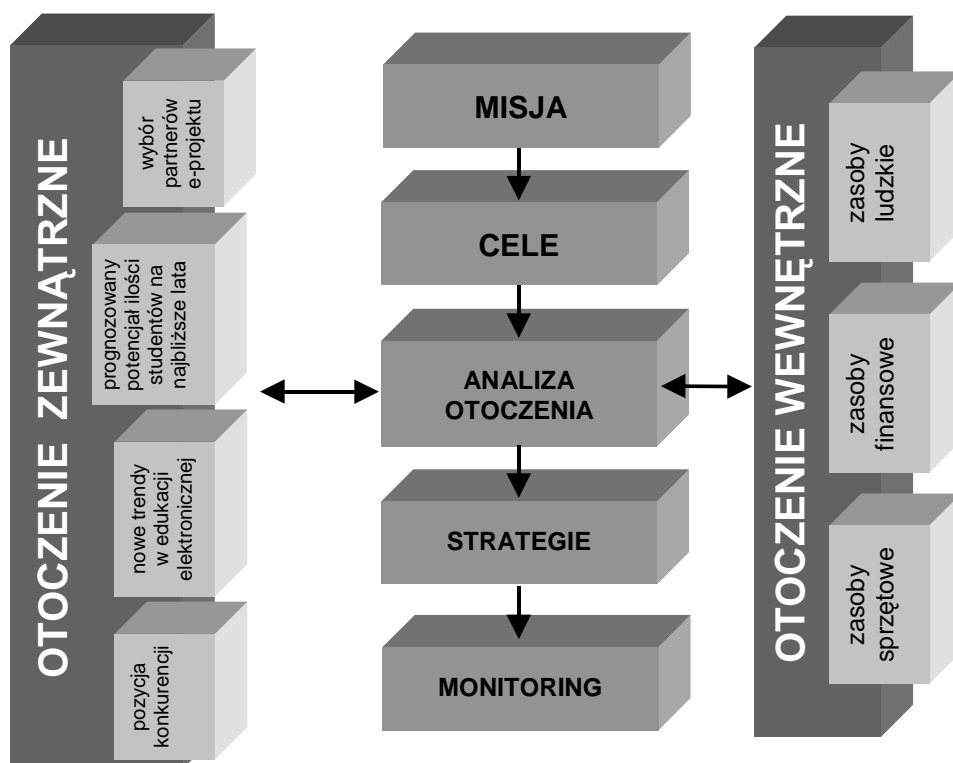 OTOCZENIE ZEWNĄTRZNE
wybór
partnerów
e-projektu
prognozowany
potencjał ilości
studentów na
najbliższe lata
nowe trendy
w edukacji
elektronicznej
pozycja
konkurencji
MISJA
CELE
ANALIZA
OTOCZENIA
STRATEGIE
MONITORING
OTOCZENIE WEWNĘTRZNE
zasoby
ludzkie
zasoby
finansowe
zasoby
sprzętowe